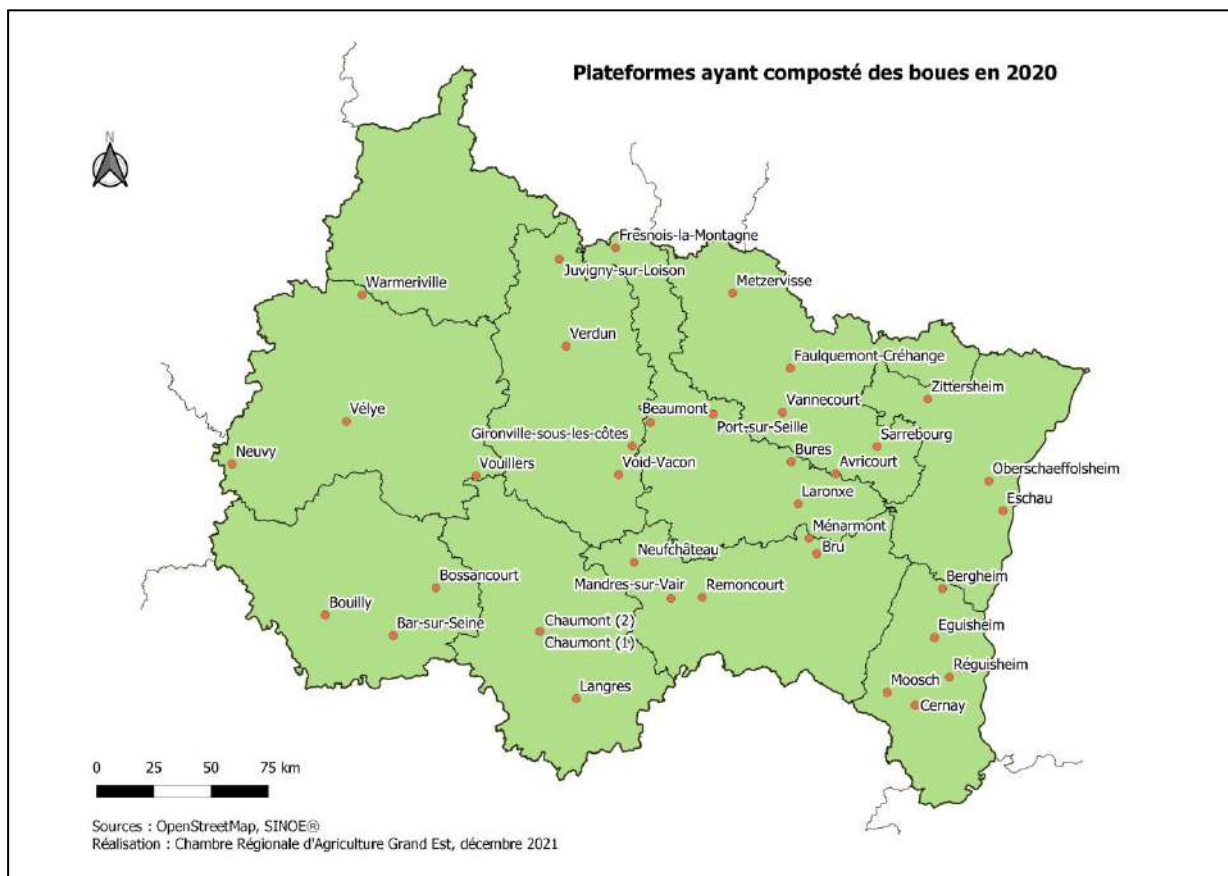 Plateformes ayant composté des boues en 2020
N
Frêsnois-la-Montagne
Juvigny-sur-Loison
Warmeriville
Metzervisse
Verdun
Faulquemont-Créhange
Zittersheim
Vélye
Beaumont
Vannecourt
Port-sur-Seille
Gironville-sous-les-côtes
Sarrebourg
Neuvy
Vouillers
Void-Vacon
Bures
Avricourt
Oberschaeffolsheim
Laronxe
Eschau
Ménarmont
Neufchâteau
Bru
Bossancourt
Mandres-sur-Vair
Remoncourt
Bergheim
Bouilly
Bar-sur-Seine
Chaumont (2)
Chaumont (1)
Eguisheim
Réguisheim
Langres
Moosch
Cernay
0 25 50 75 km
Sources : OpenStreetMap, SINOE®
Réalisation : Chambre Régionale d'Agriculture Grand Est, décembre 2021